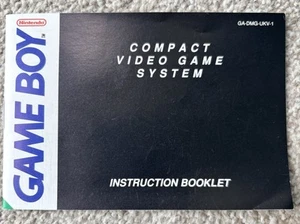 Nintendo
GAME BOY
GA-DMG-UKV-1
COMPACT
VIDEO GAME
SYSTEM
INSTRUCTION BOOKLET